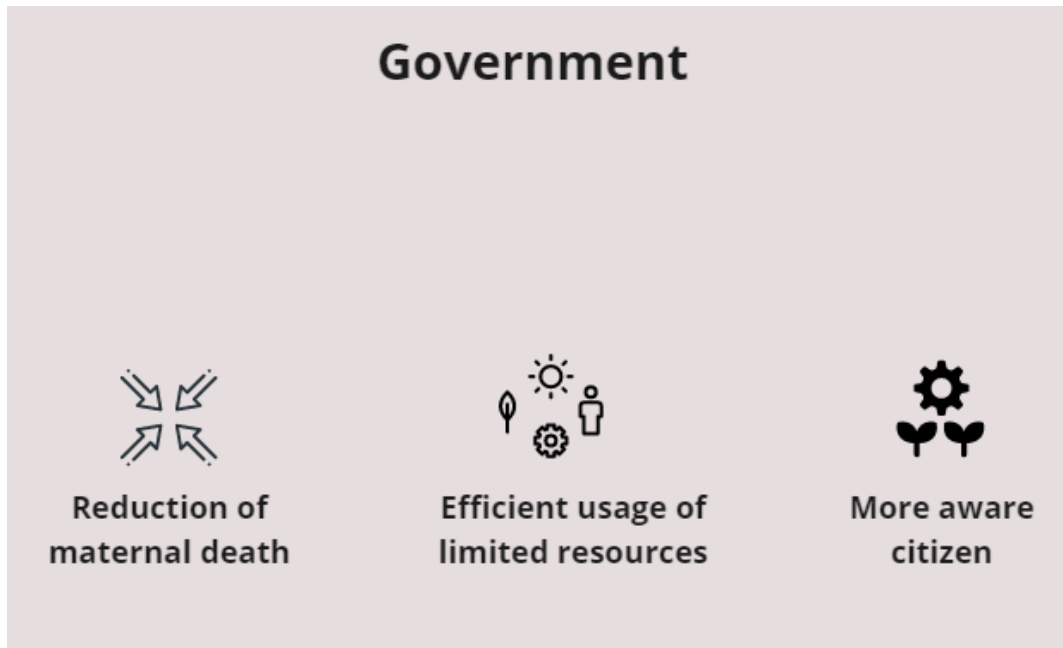 Government
Reduction of
maternal death
Efficient usage of
limited resources
More aware
citizen